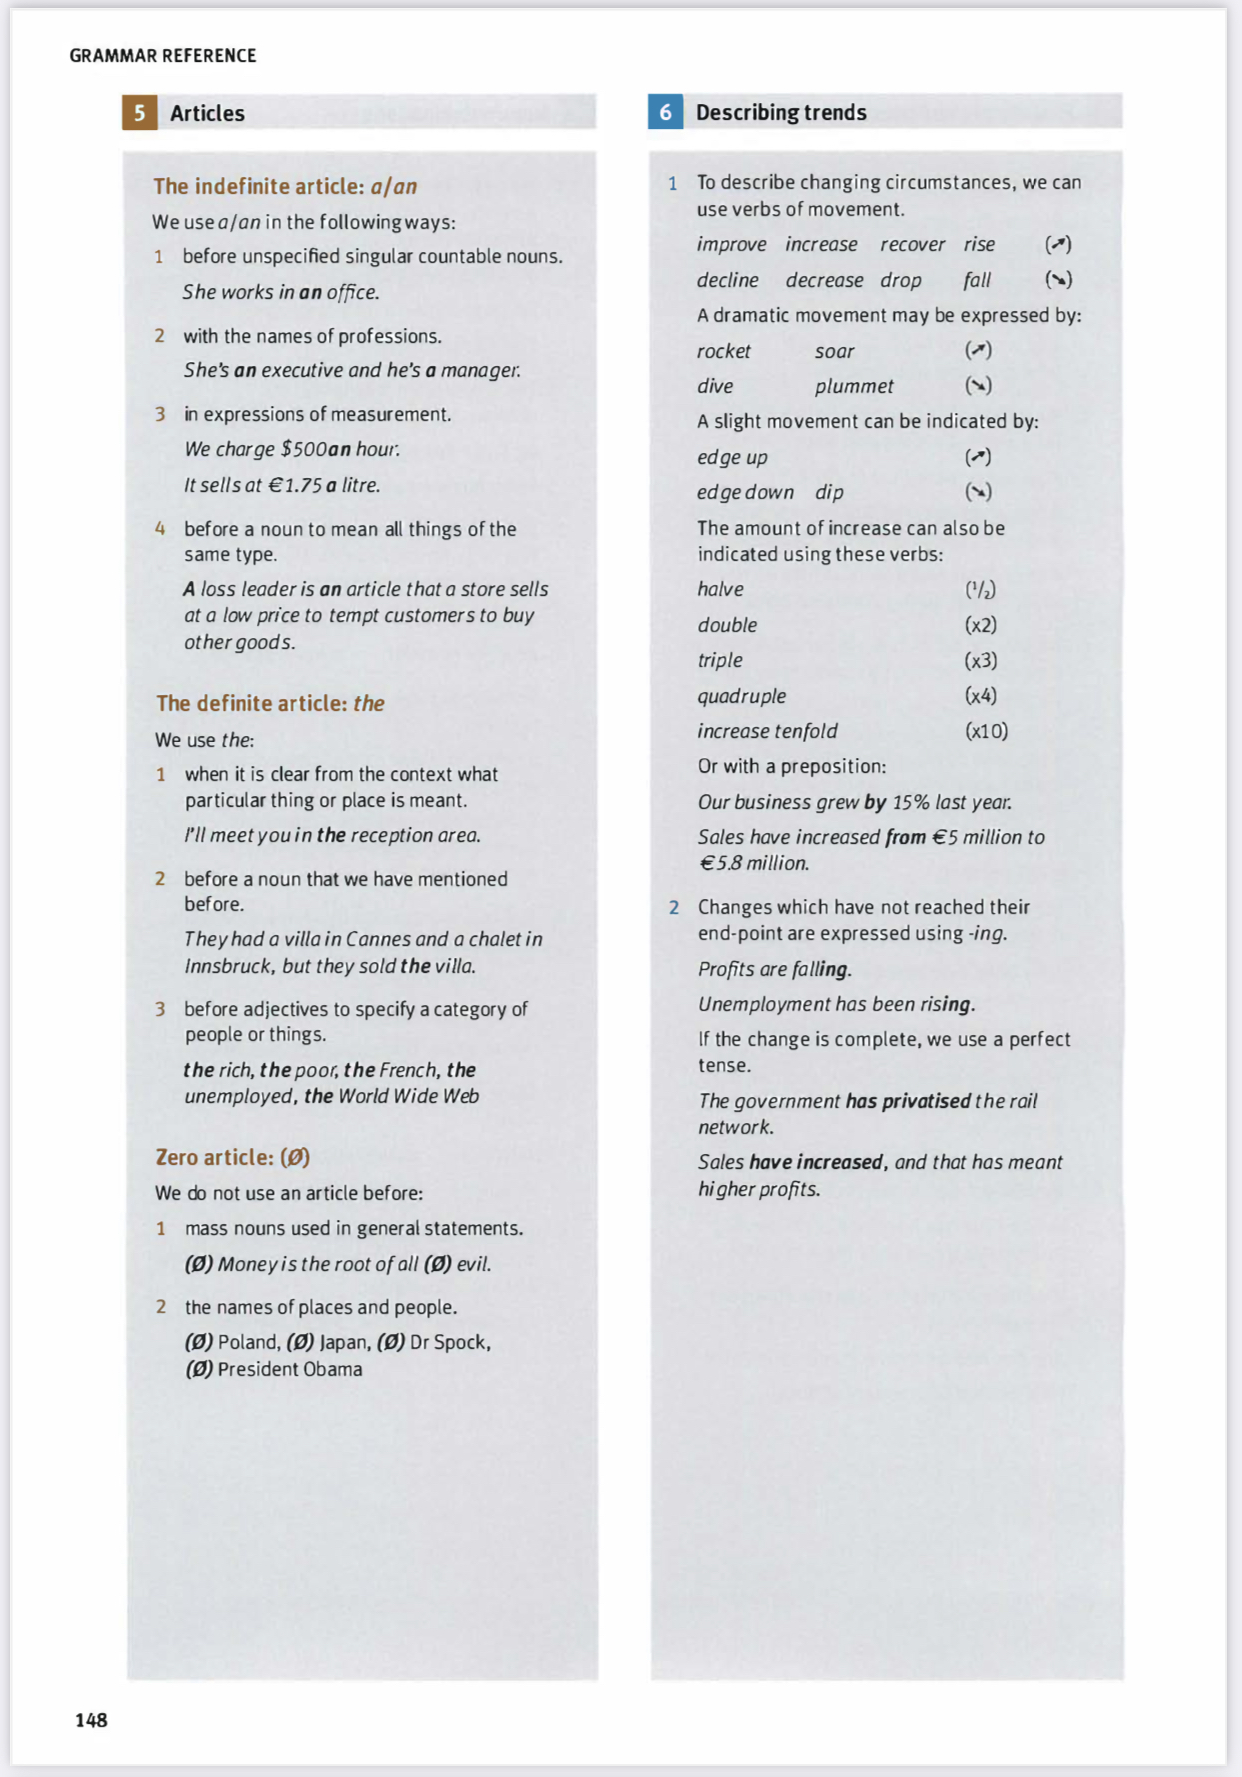 GRAMMAR REFERENCE
5 Articles
The indefinite article: a/an
We use a/an in the following ways:
1 before unspecified singular countable nouns.
She works in an office.
2 with the names of professions.
She's an executive and he's a manager.
3 in expressions of measurement.
We charge $500 an hour.
It sells at €1.75 a litre.
4 before a noun to mean all things of the
same type.
A loss leader is an article that a store sells
at a low price to tempt customers to buy
other goods.
The definite article: the
We use the:
1 when it is clear from the context what
particular thing or place is meant.
I'll meet you in the reception area.
2 before a noun that we have mentioned
before.
They had a villa in Cannes and a chalet in
Innsbruck, but they sold the villa.
3 before adjectives to specify a category of
people or things.
the rich, the poor, the French, the
unemployed, the World Wide Web
Zero article: (Ø)
We do not use an article before:
1 mass nouns used in general statements.
(Ø) Money is the root of all (Ø) evil.
2 the names of places and people.
(Ø) Poland, (Ø) Japan, (Ø) Dr Spock,
(Ø) President Obama
6 Describing trends
1 To describe changing circumstances, we can
use verbs of movement.
improve increase recover rise (↗)
decline decrease drop fall (↘)
A dramatic movement may be expressed by:
rocket soar (↗)
dive plummet (↘)
A slight movement can be indicated by:
edge up (↗)
edge down dip (↘)
The amount of increase can also be
indicated using these verbs:
halve (1/2)
double (x2)
triple (x3)
quadruple (x4)
increase tenfold (x10)
Or with a preposition:
Our business grew by 15% last year.
Sales have increased from €5 million to
€5.8 million.
2 Changes which have not reached their
end-point are expressed using -ing.
Profits are falling.
Unemployment has been rising.
If the change is complete, we use a perfect
tense.
The government has privatised the rail
network.
Sales have increased, and that has meant
higher profits.
148